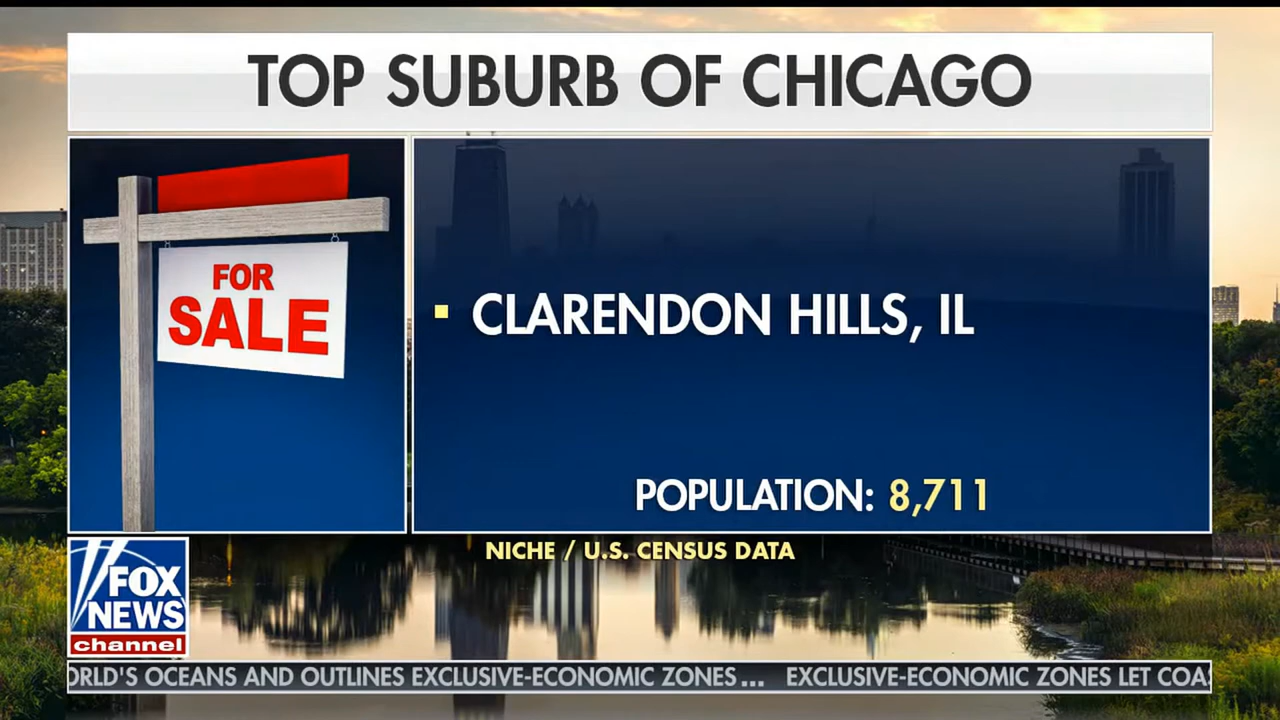 TOP SUBURB OF CHICAGO
FOR
SALE
▪ CLARENDON HILLS, IL
POPULATION: 8,711
NICHE / U.S. CENSUS DATA
FOX
NEWS
channel
ORLD'S OCEANS AND OUTLINES EXCLUSIVE-ECONOMIC ZONES... EXCLUSIVE-ECONOMIC ZONES LET COA